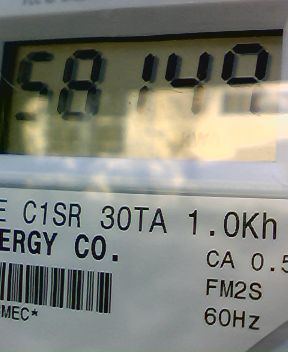 58149
E C1SR 30TA 1.0Kh
ERGY CO.
CA 0.5
FM2S
MEC*
60Hz